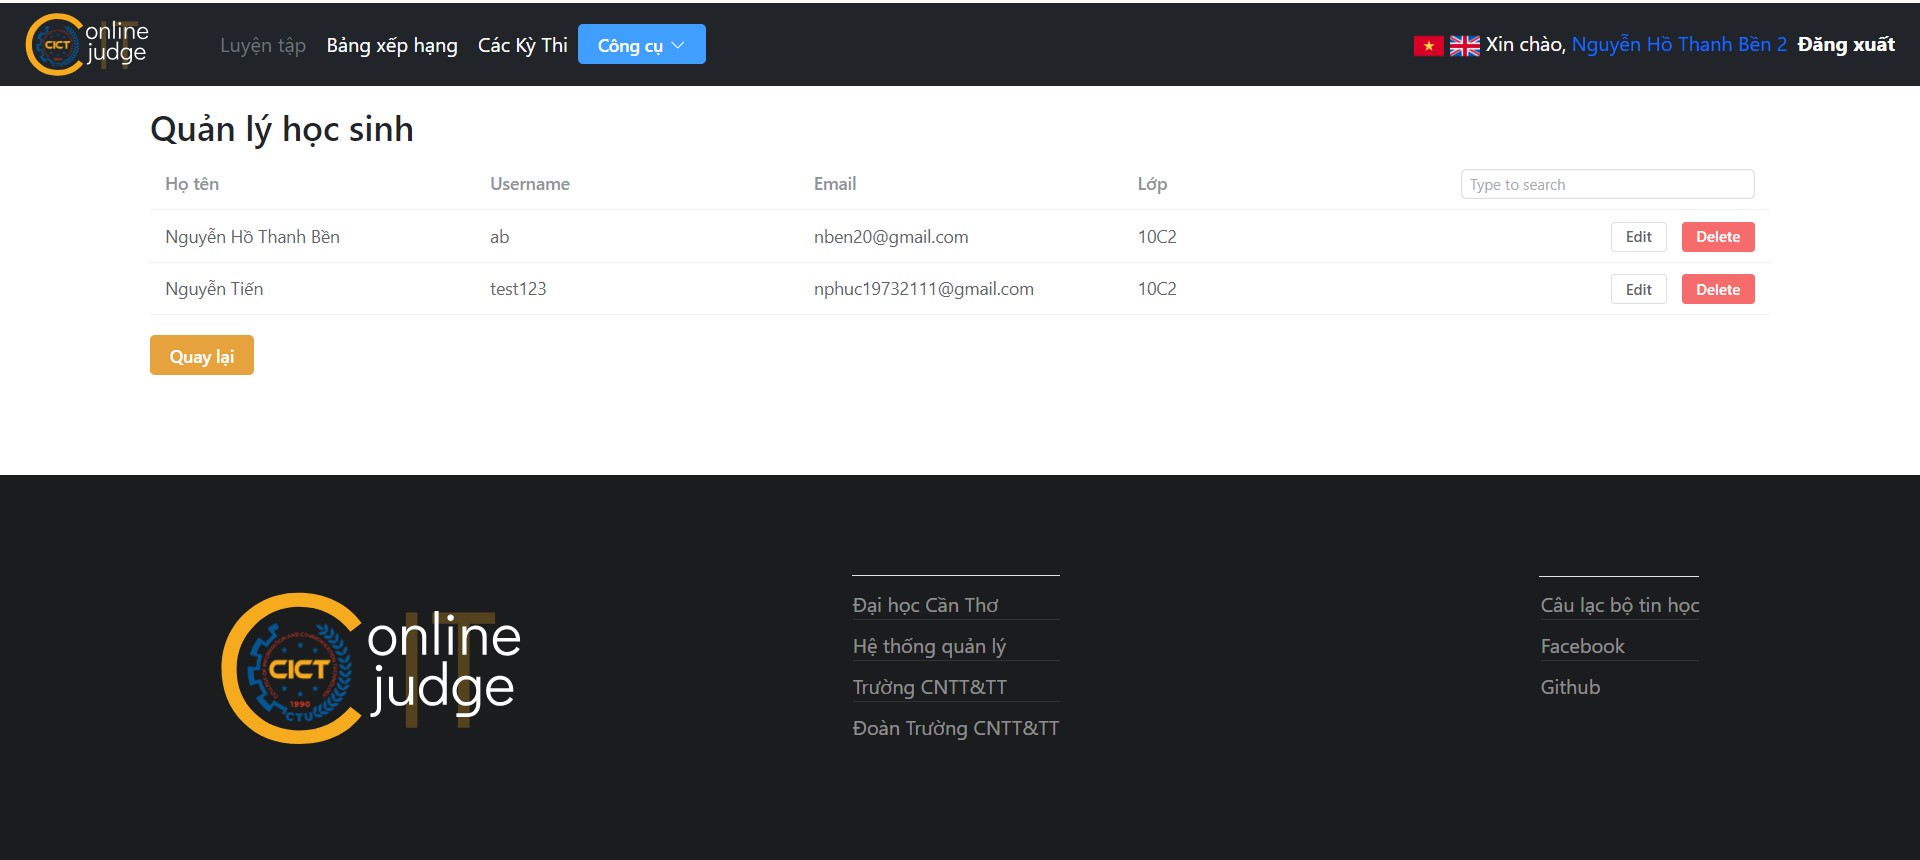 CICT online judge IT
Luyện tập Bảng xếp hạng Các Kỳ Thi Công cụ
Xin chào, Nguyễn Hồ Thanh Bền 2 Đăng xuất
Quản lý học sinh
Họ tên Username Email Lớp Type to search
Nguyễn Hồ Thanh Bền ab nben20@gmail.com 10C2 Edit Delete
Nguyễn Tiến test123 nphuc19732111@gmail.com 10C2 Edit Delete
Quay lại
online
judge
IT
CICT
1990
CTU
Đại học Cần Thơ
Hệ thống quản lý
Trường CNTT&TT
Đoàn Trường CNTT&TT
Câu lạc bộ tin học
Facebook
Github